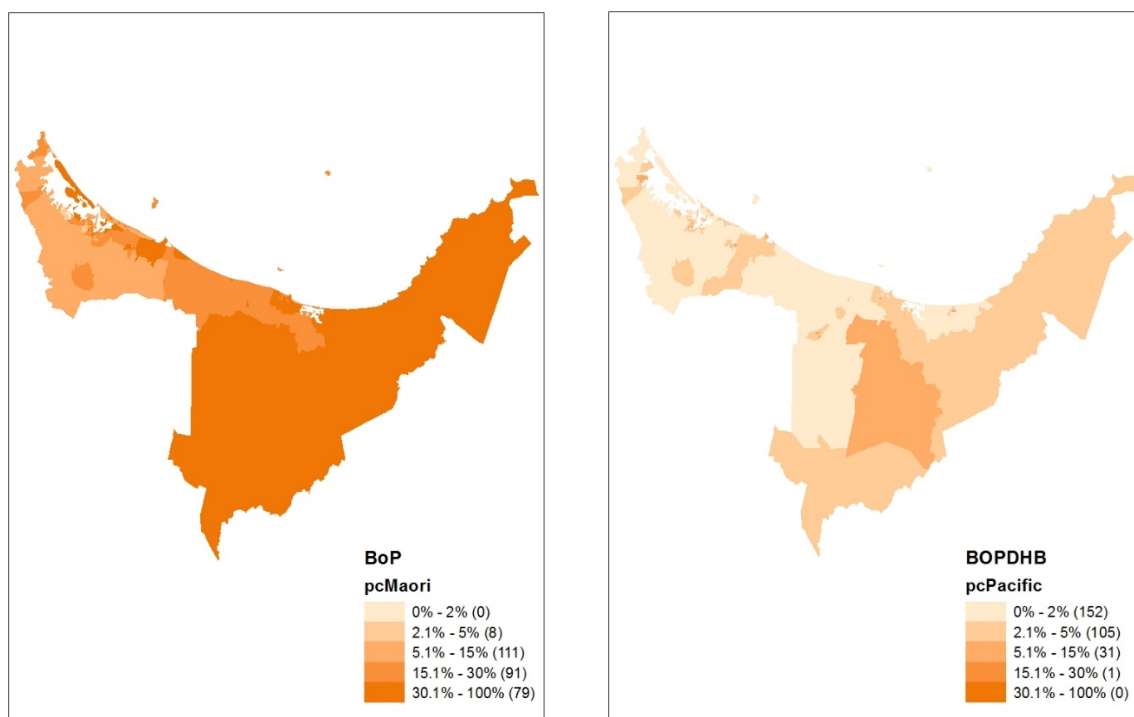 BoP
pcMaori
0% - 2% (0)
2.1% - 5% (8)
5.1% - 15% (111)
15.1% - 30% (91)
30.1% - 100% (79)
BOPDHB
pcPacific
0% - 2% (152)
2.1% - 5% (105)
5.1% - 15% (31)
15.1% - 30% (1)
30.1% - 100% (0)